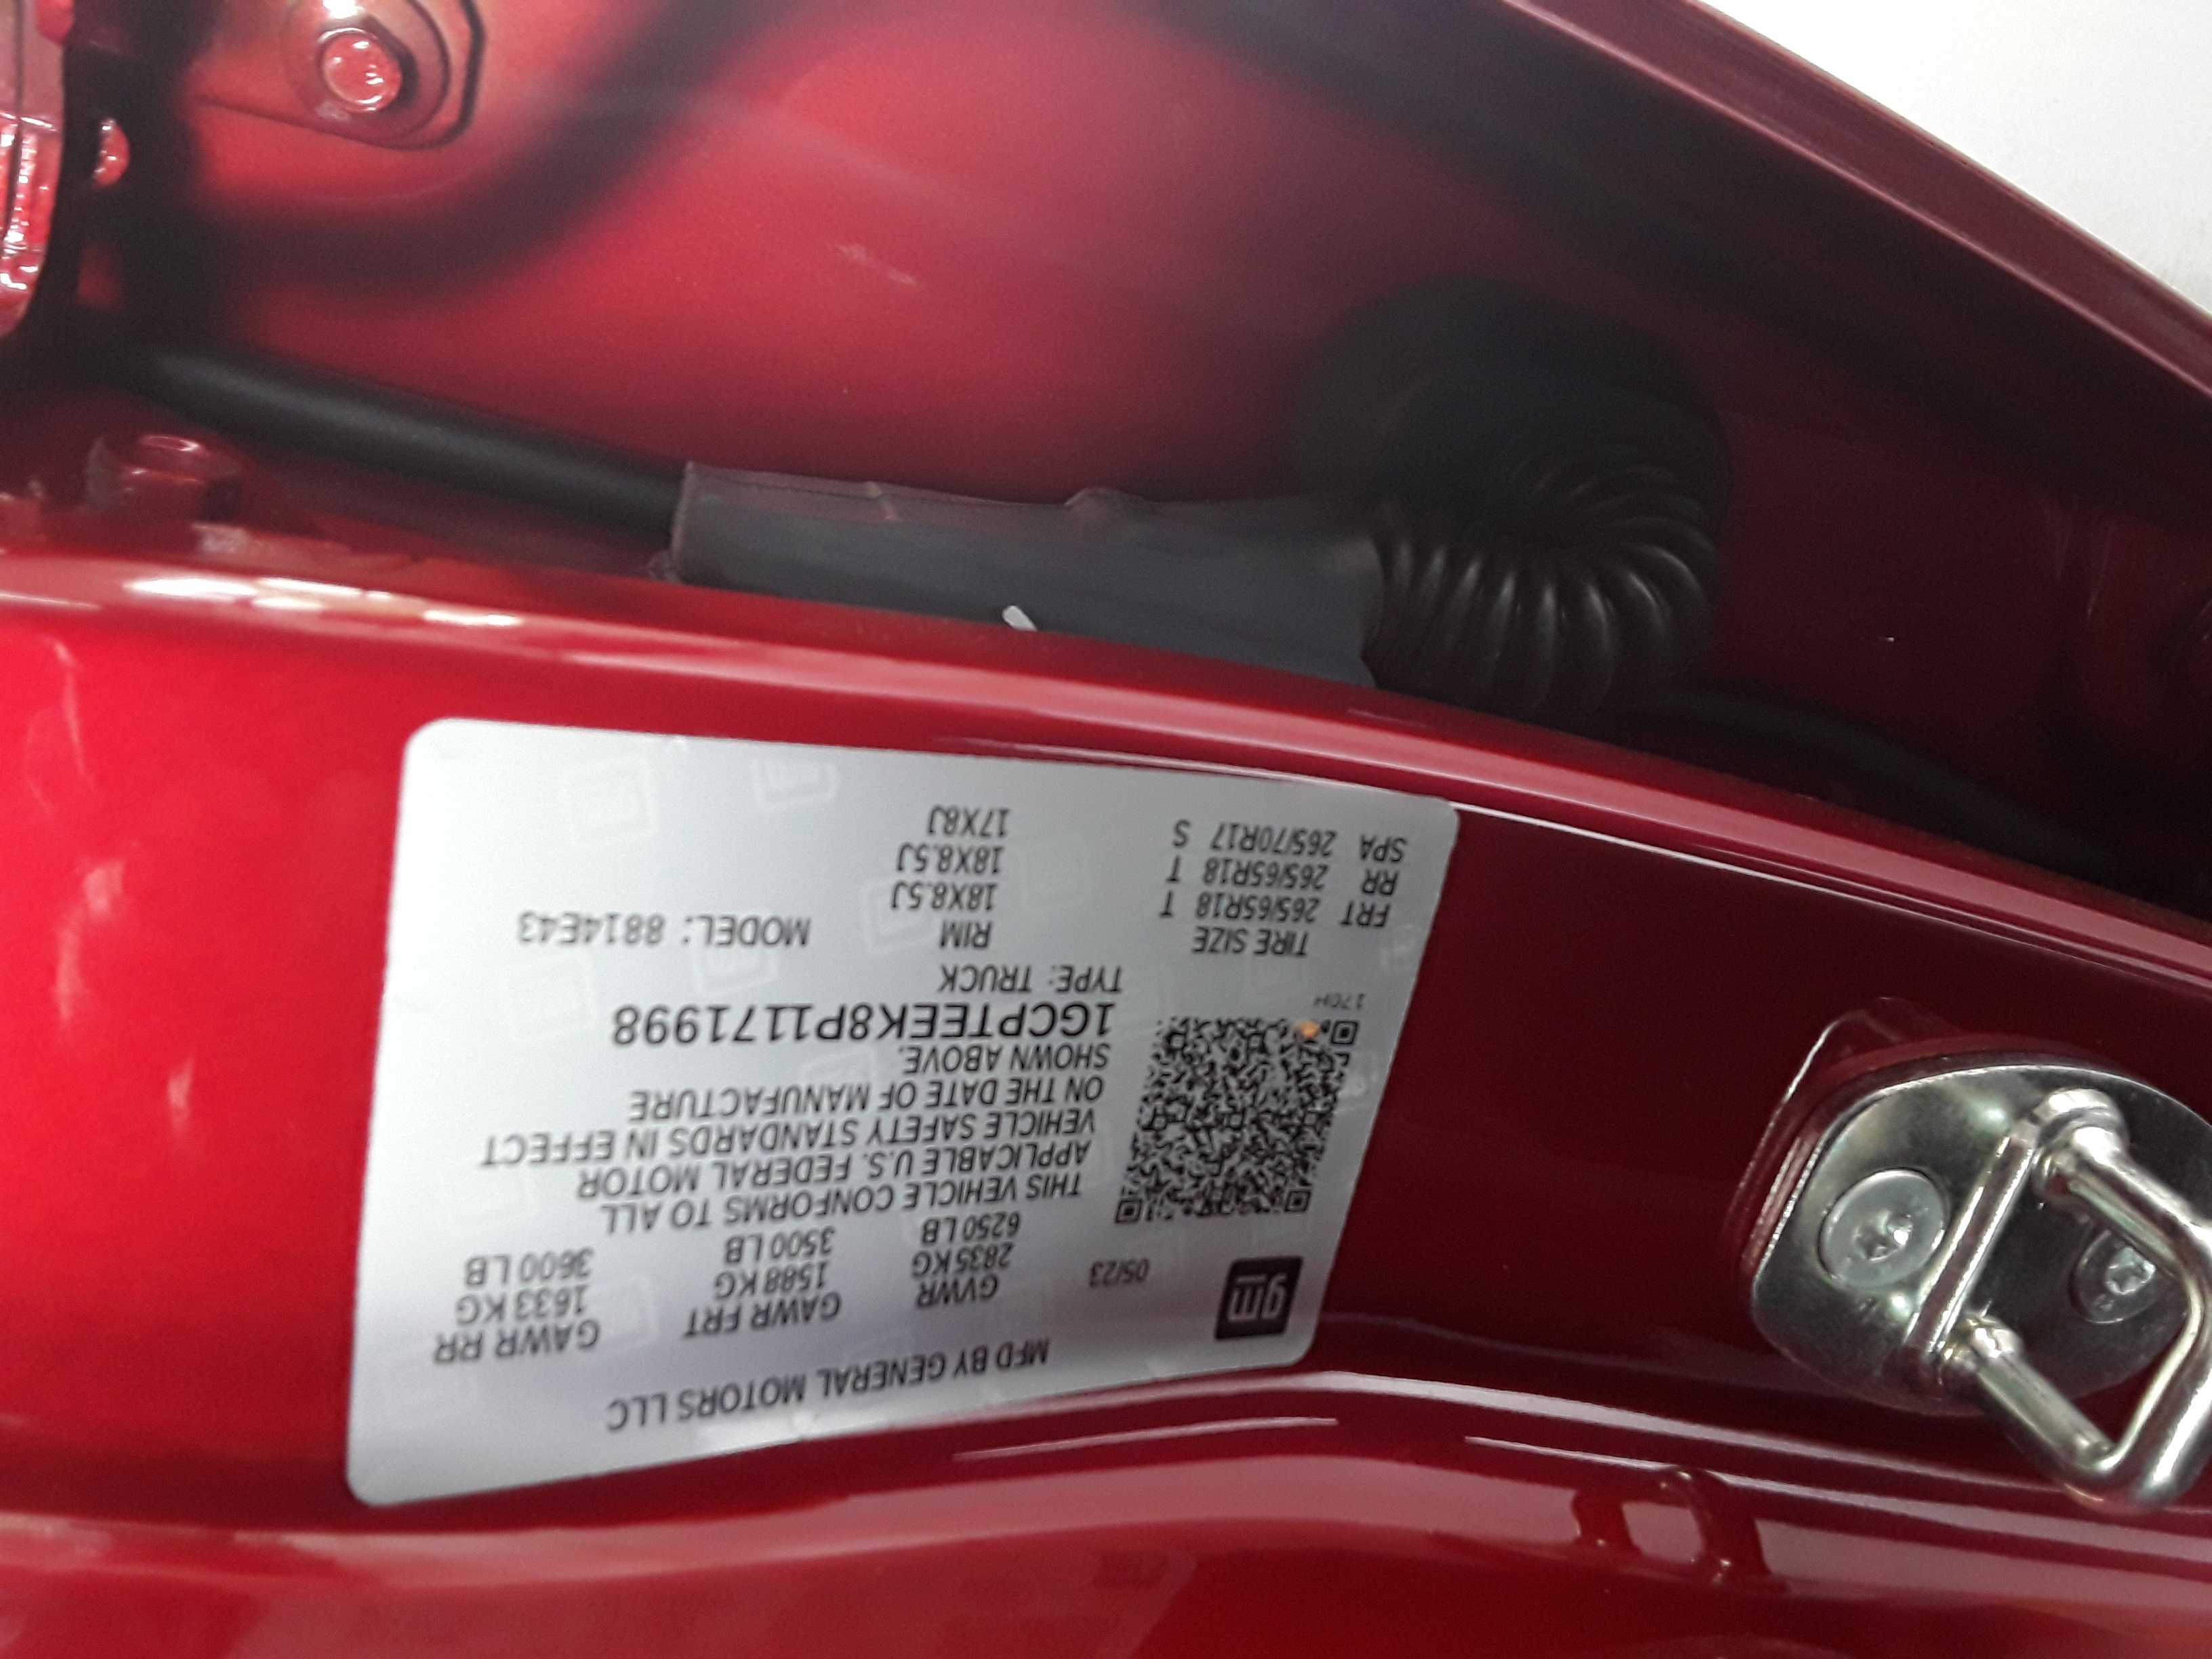 MFD BY GENERAL MOTORS LLC
gm 05/23 GVWR GAWR FRT GAWR RR
2835 KG 1588 KG 1633 KG
6250 LB 3500 LB 3600 LB
THIS VEHICLE CONFORMS TO ALL
APPLICABLE U.S. FEDERAL MOTOR
VEHICLE SAFETY STANDARDS IN EFFECT
ON THE DATE OF MANUFACTURE
SHOWN ABOVE.
1GCPTEEK8P1171998
TYPE: TRUCK
TIRE SIZE RIM MODEL: 8814E43
FRT 265/65R18 T 18X8.5J
RR 265/65R18 T 18X8.5J
SPA 265/70R17 S 17X8J